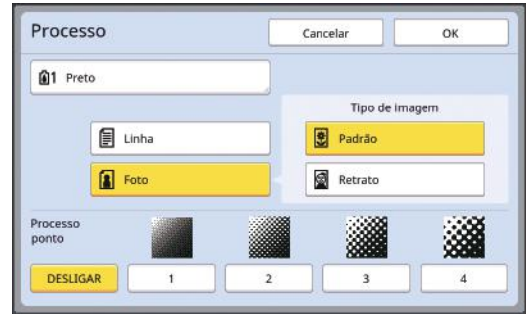 Processo
Cancelar
OK
1 Preto
Tipo de imagem
Linha
Padrão
Foto
Retrato
Processo
ponto
DESLIGAR
1
2
3
4